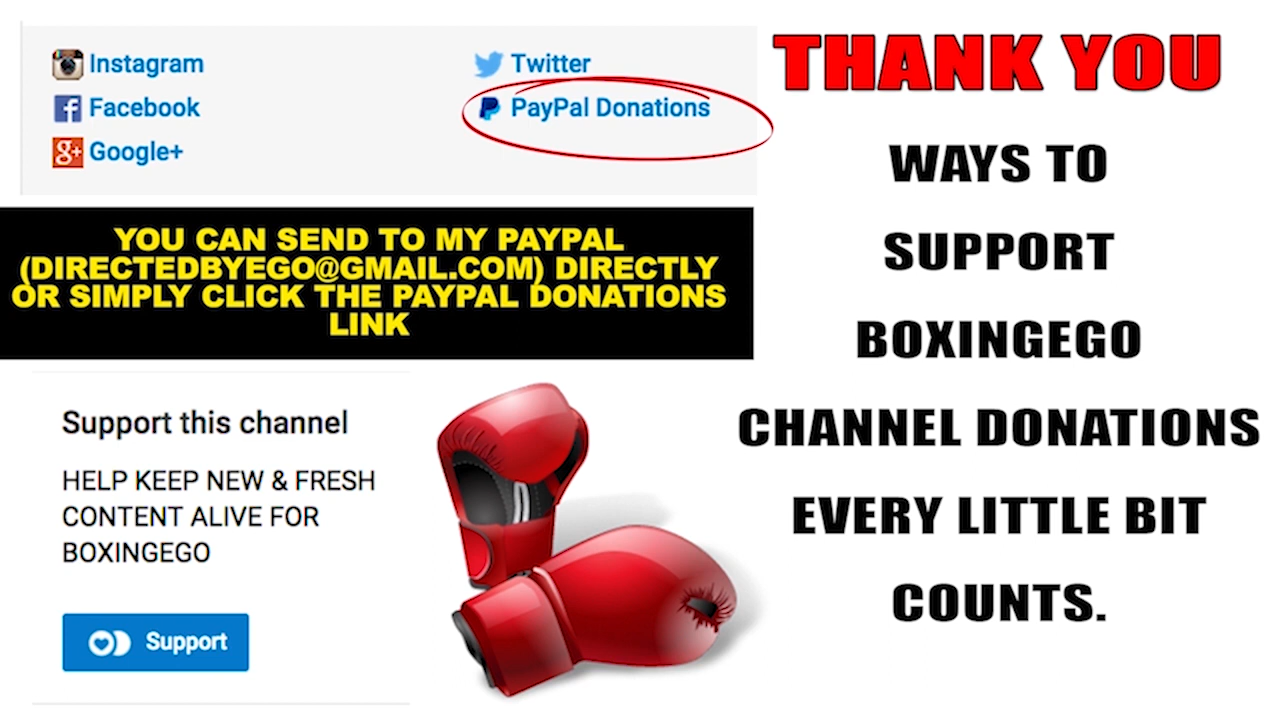 Instagram
Twitter
Facebook
PayPal Donations
Google+
YOU CAN SEND TO MY PAYPAL
(DIRECTEDBYEGO@GMAIL.COM) DIRECTLY
OR SIMPLY CLICK THE PAYPAL DONATIONS
LINK
Support this channel
HELP KEEP NEW & FRESH
CONTENT ALIVE FOR
BOXINGEGO
Support
THANK YOU
WAYS TO
SUPPORT
BOXINGEGO
CHANNEL DONATIONS
EVERY LITTLE BIT
COUNTS.